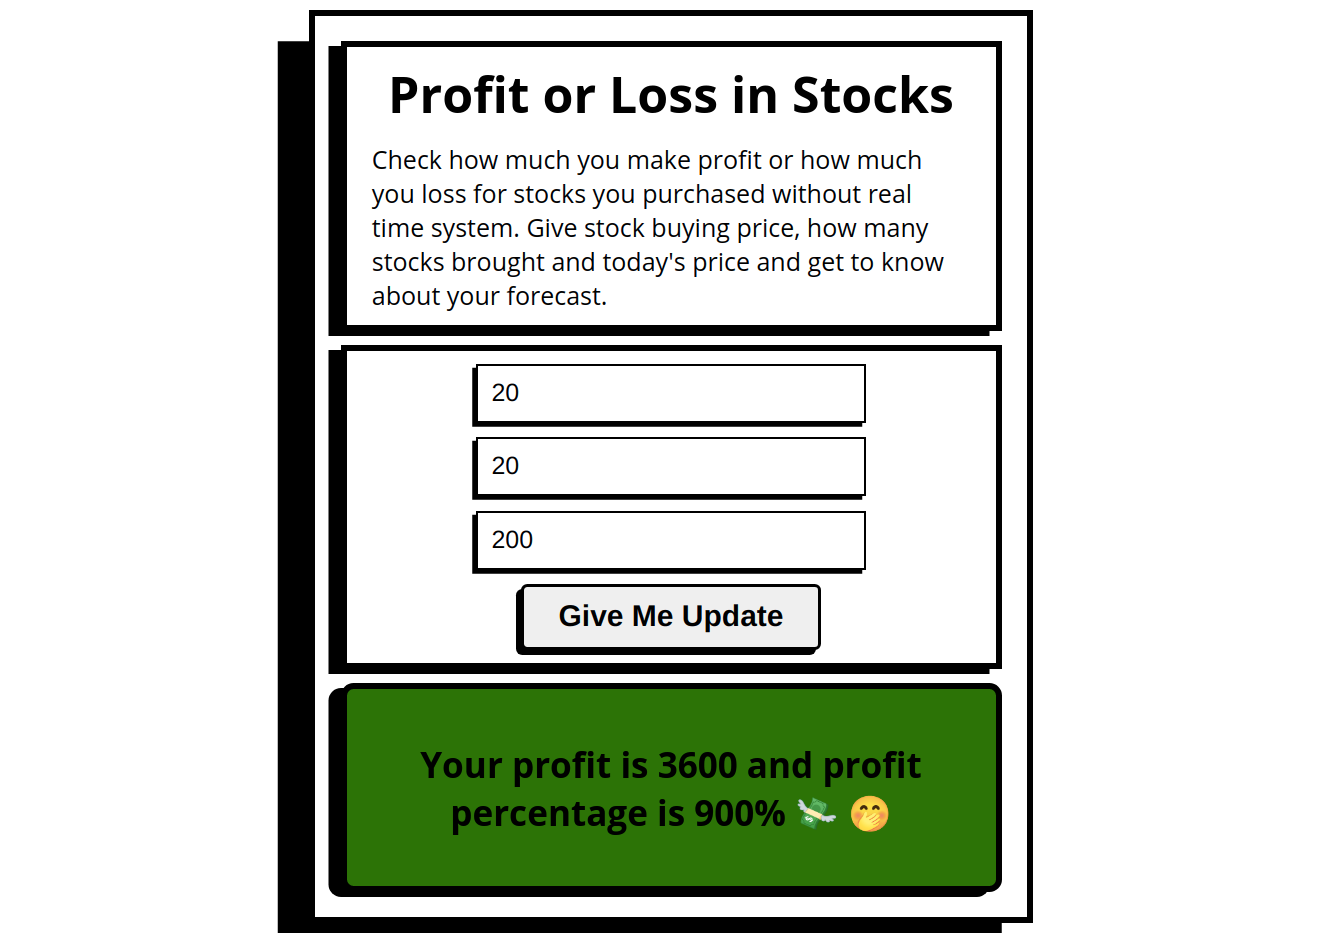 Profit or Loss in Stocks
Check how much you make profit or how much
you loss for stocks you purchased without real
time system. Give stock buying price, how many
stocks brought and today's price and get to know
about your forecast.
20
20
200
Give Me Update
Your profit is 3600 and profit
percentage is 900% 💸 🤭